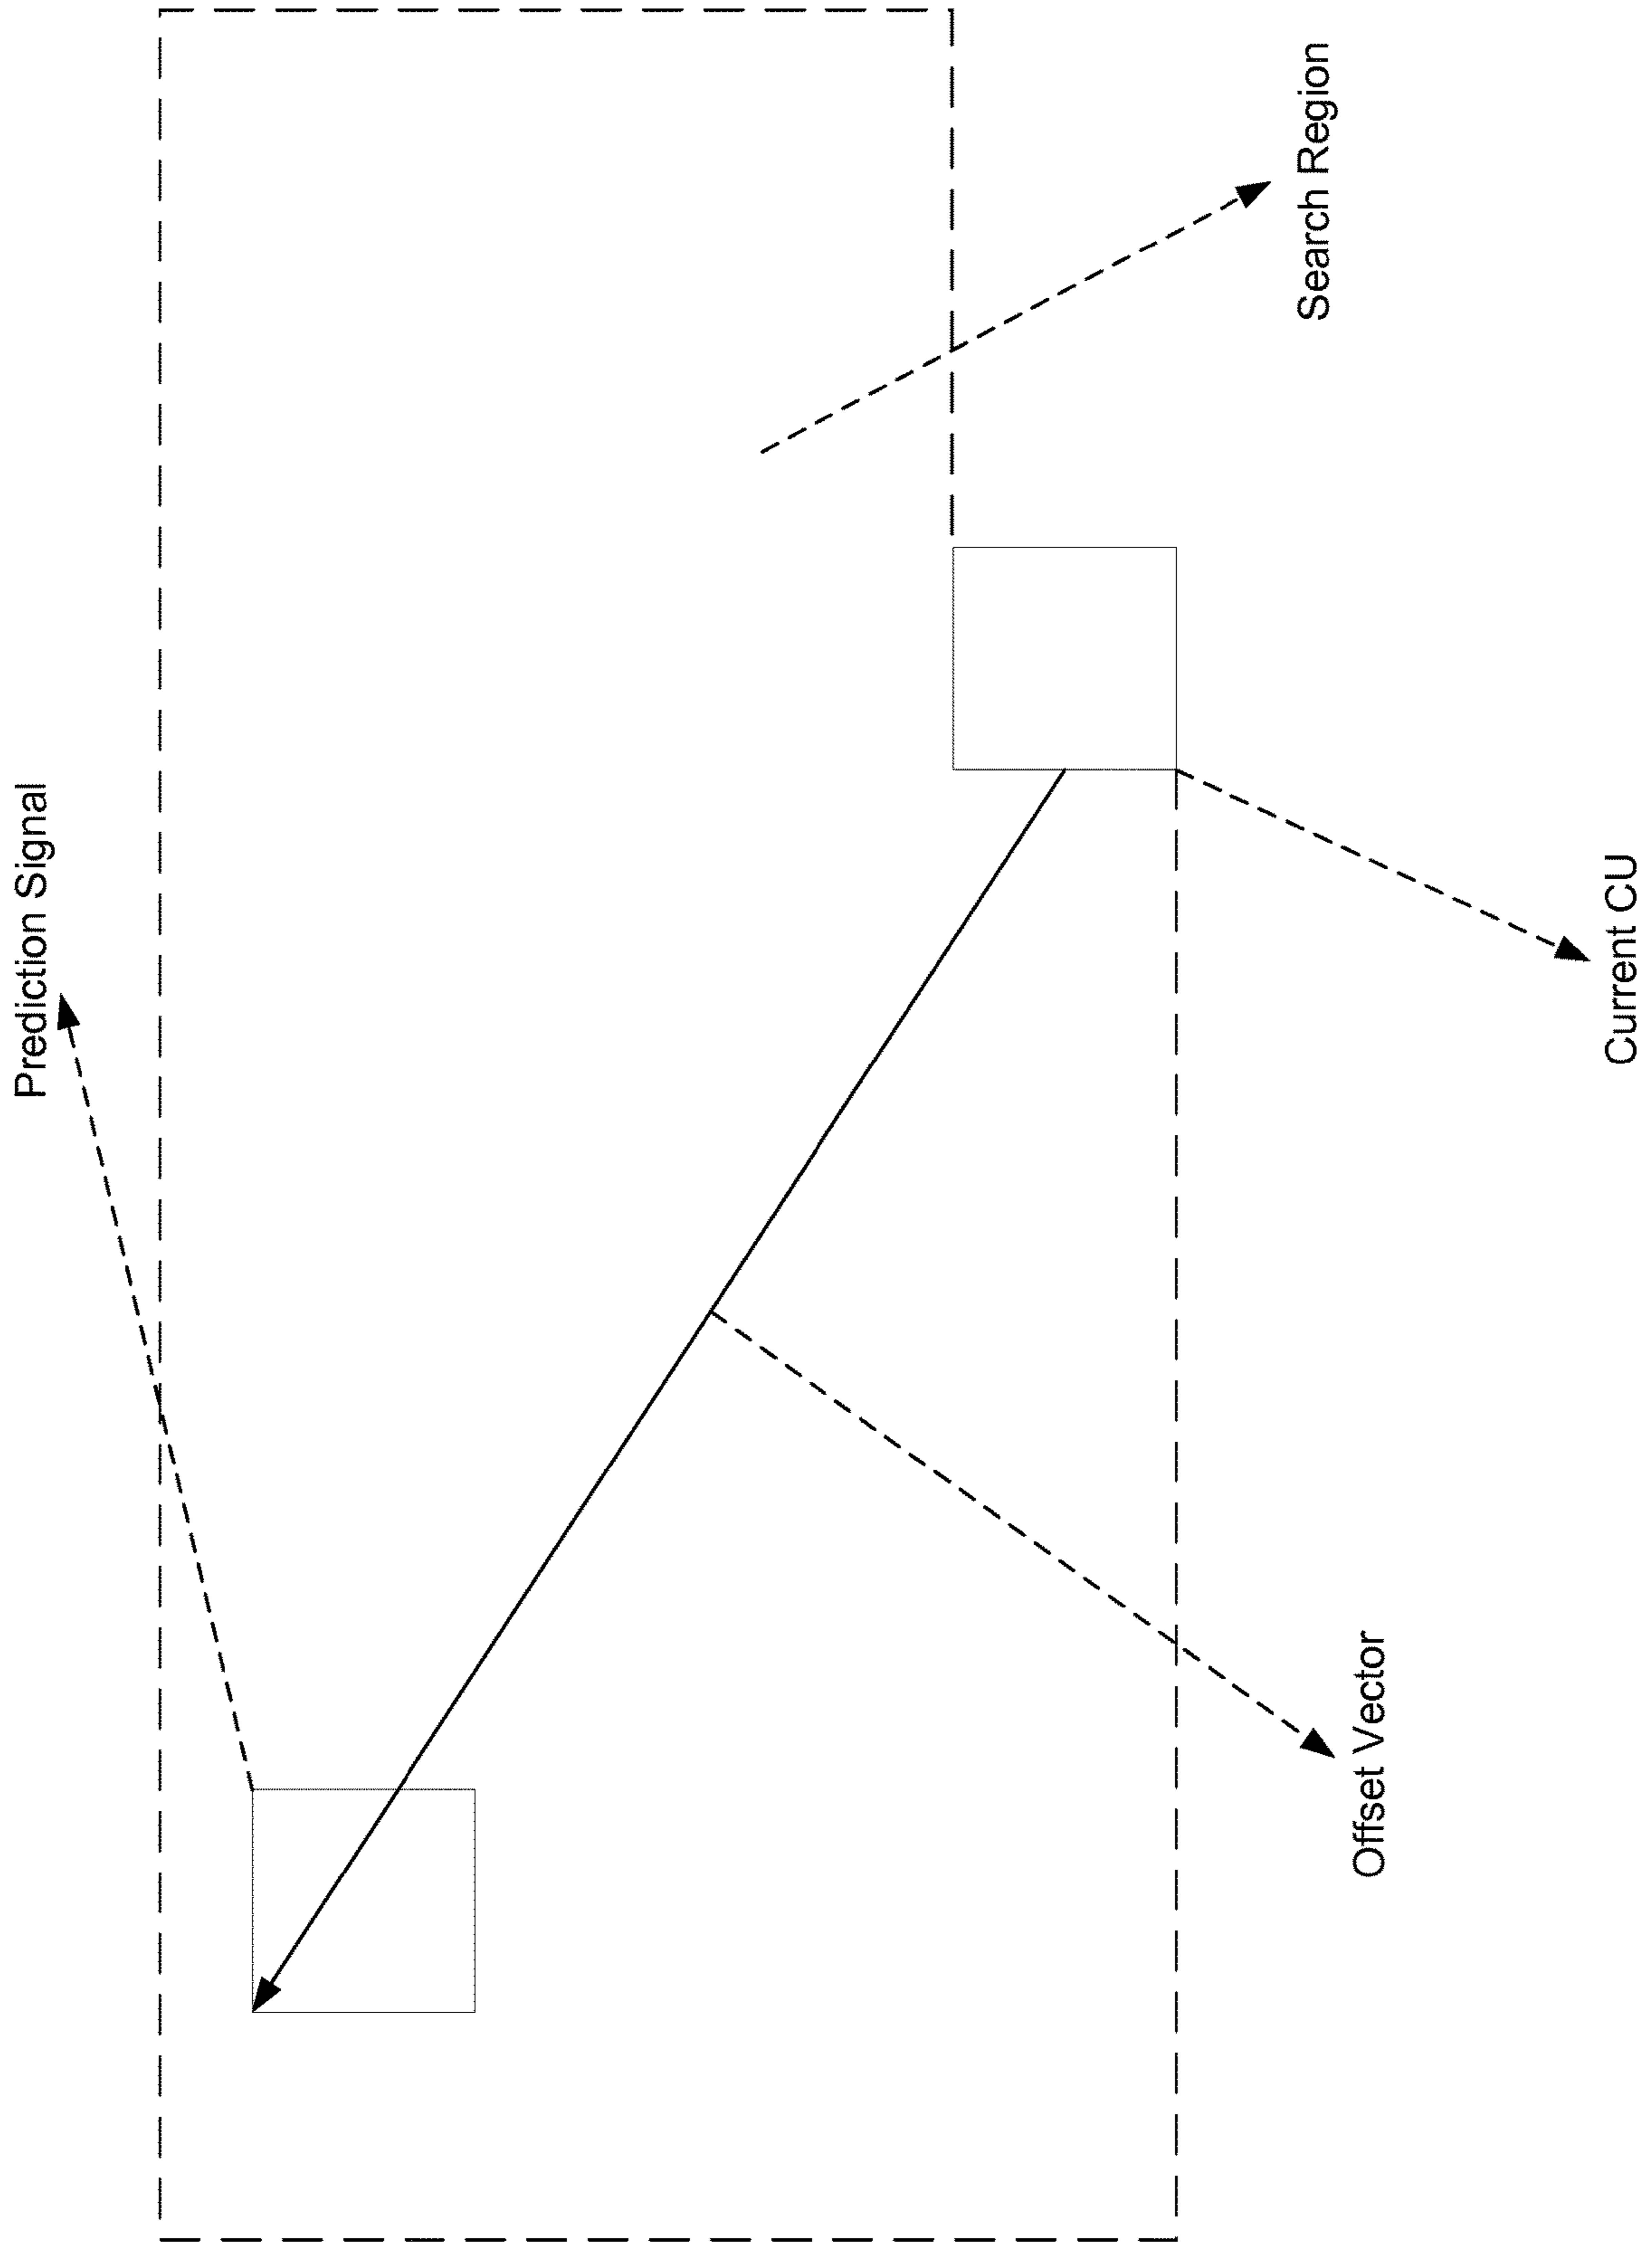 Prediction Signal
Search Region
Offset Vector
Current CU